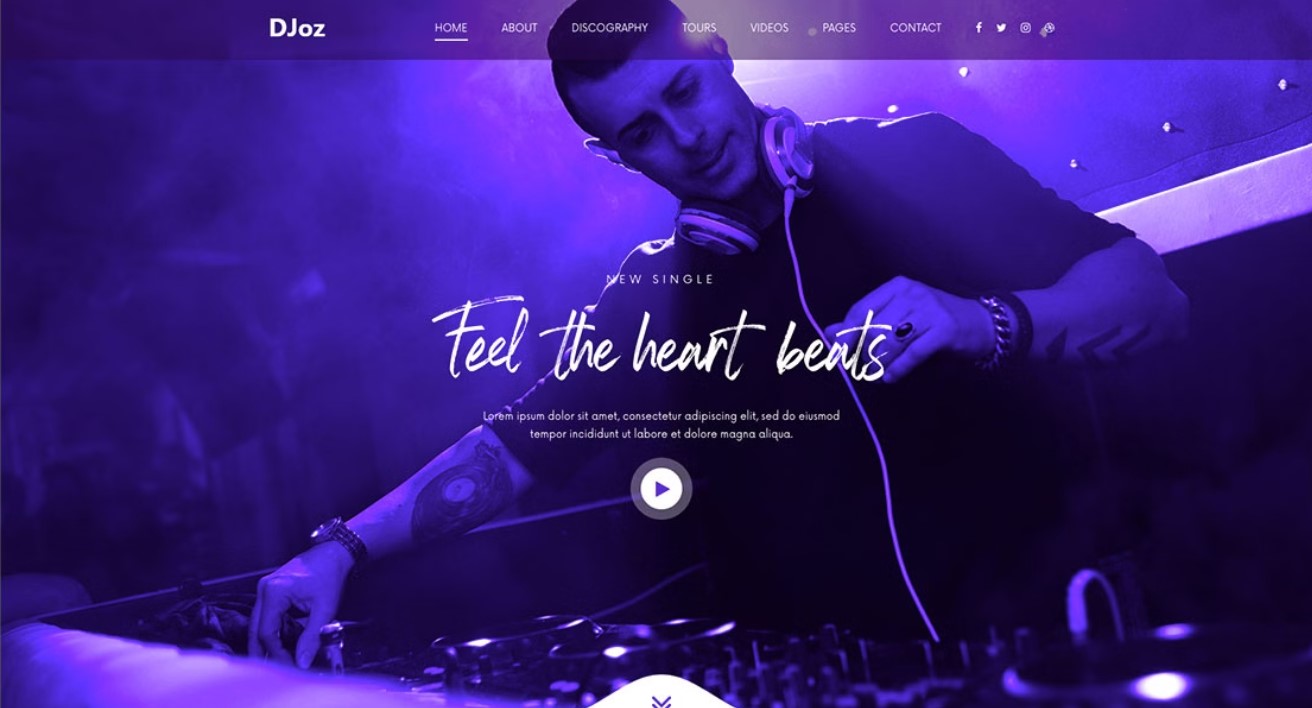 DJoz
HOME ABOUT DISCOGRAPHY TOURS VIDEOS PAGES CONTACT
NEW SINGLE
Feel the heart beats
Lorem ipsum dolor sit amet, consectetur adipiscing elit, sed do eiusmod
tempor incididunt ut labore et dolore magna aliqua.